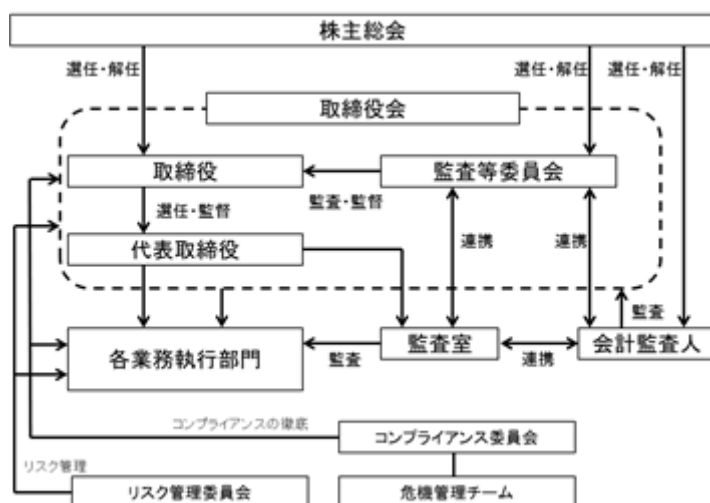 株主総会
選任・解任
選任・解任
選任・解任
取締役会
取締役
監査等委員会
監査・監督
選任・監督
代表取締役
連携
連携
監査
各業務執行部門
監査
監査室
連携
会計監査人
コンプライアンスの徹底
コンプライアンス委員会
リスク管理
リスク管理委員会
危機管理チーム